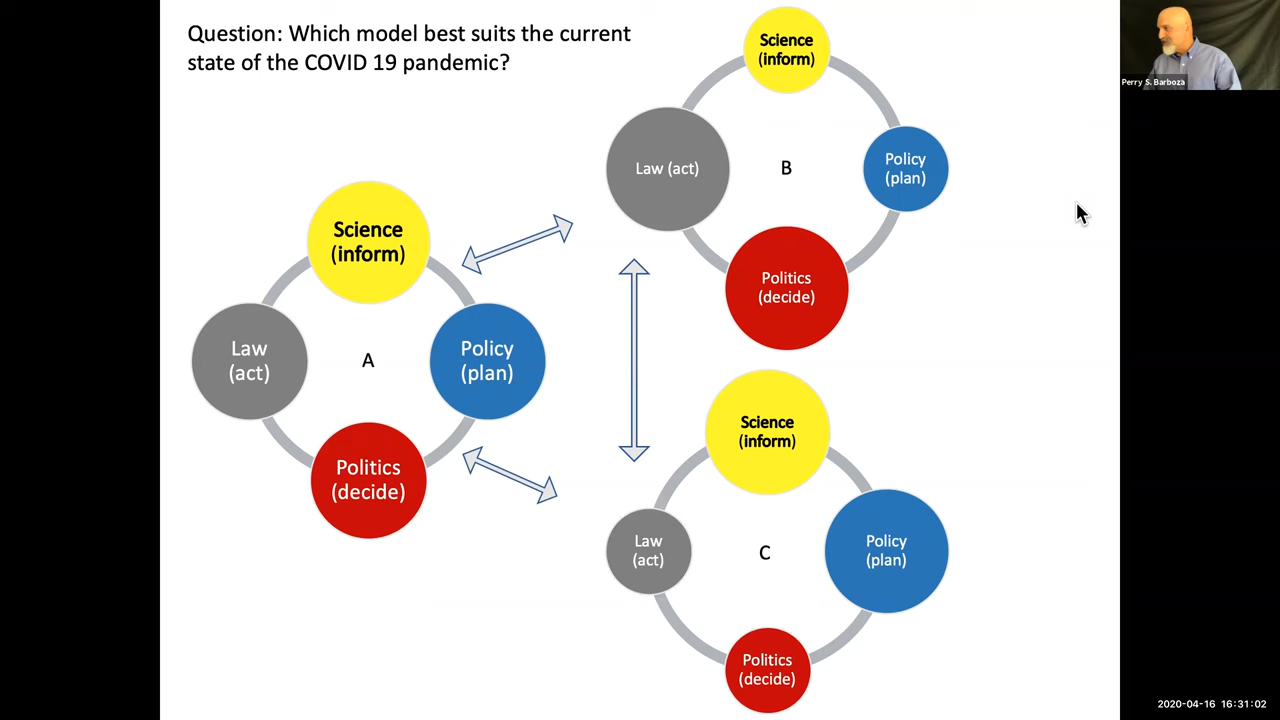 Question: Which model best suits the current
state of the COVID 19 pandemic?
Science
(inform)
Law
(act)
A
Policy
(plan)
Politics
(decide)
Science
(inform)
Law (act)
B
Policy
(plan)
Politics
(decide)
Science
(inform)
Law
(act)
C
Policy
(plan)
Politics
(decide)
Perry S. Barboza
2020-04-16 16:31:02